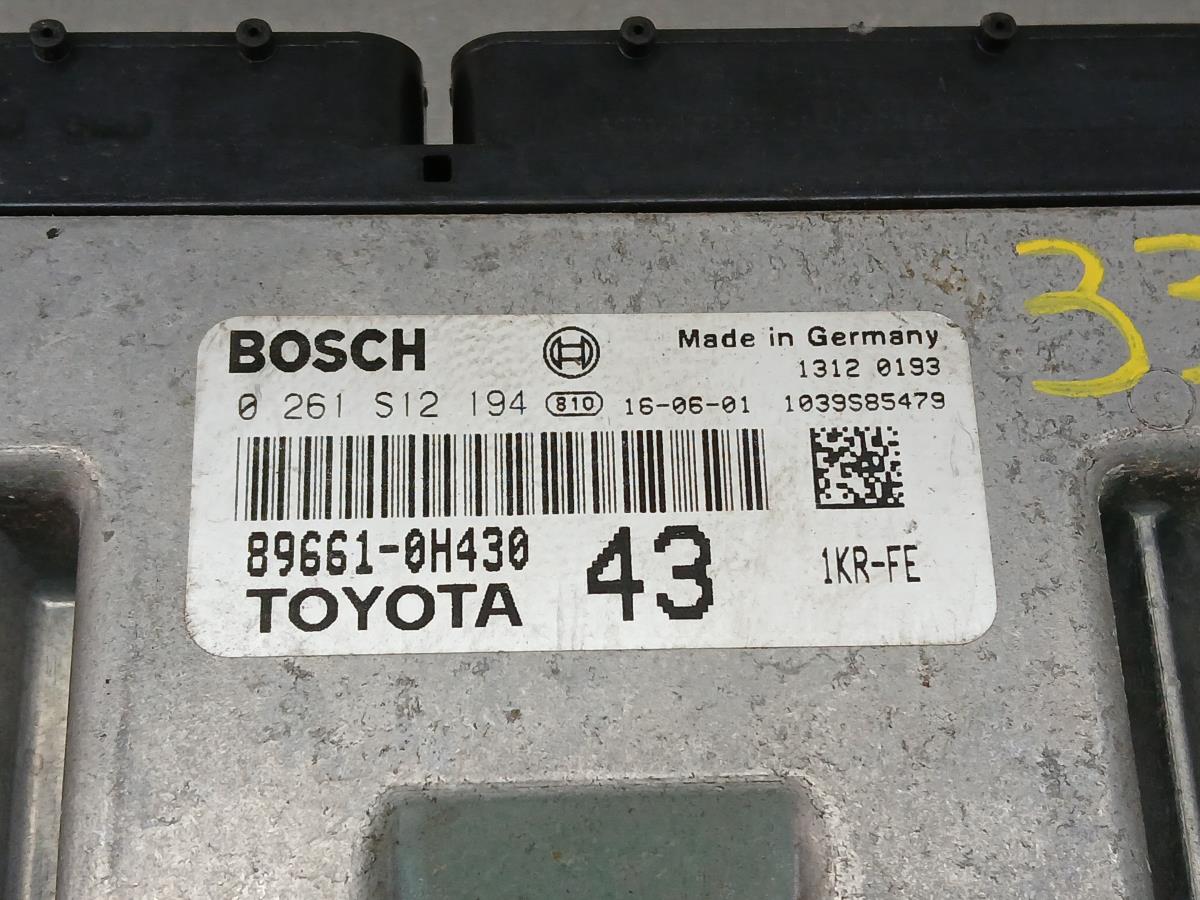 BOSCH Made in Germany
1312 0193
0 261 S12 194 810 16-06-01 1039S85479
89661-0H430 43 1KR-FE
TOYOTA
33